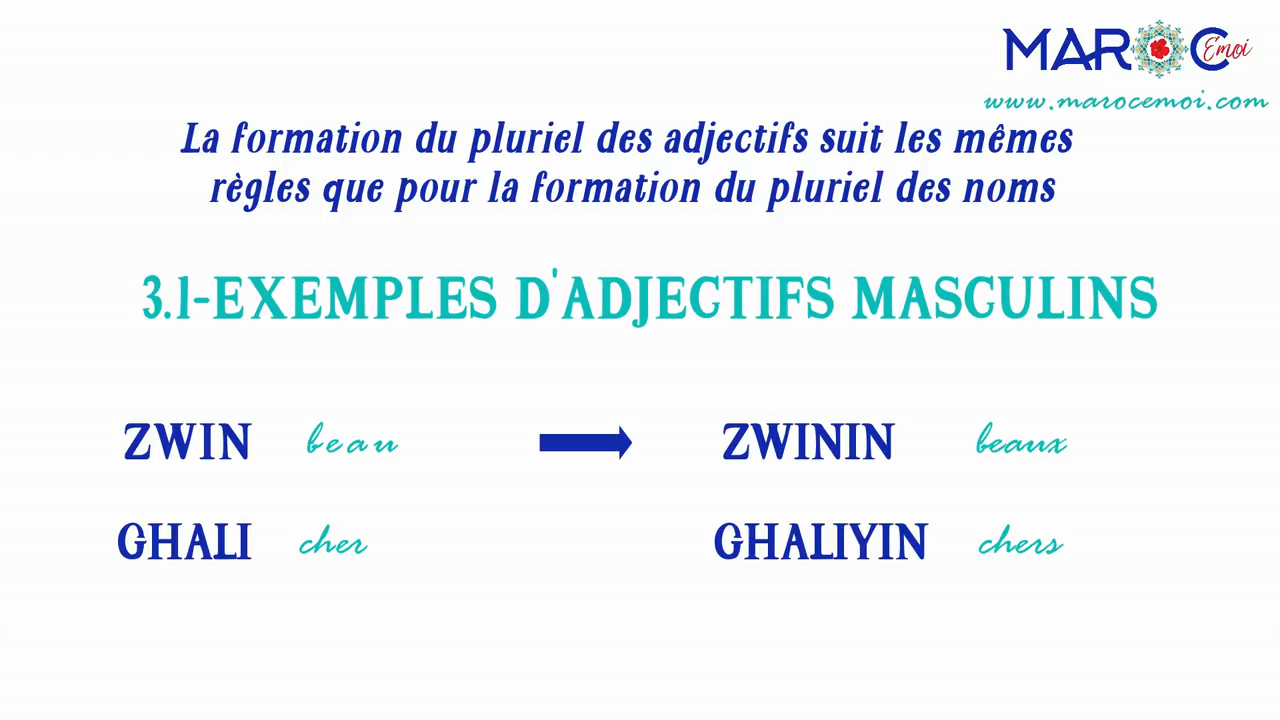 MAROC Emoi
www.marocemoi.com
La formation du pluriel des adjectifs suit les mêmes
règles que pour la formation du pluriel des noms
3.1-EXEMPLES D'ADJECTIFS MASCULINS
ZWIN beau ZWININ beaux
GHALI cher GHALIYIN chers